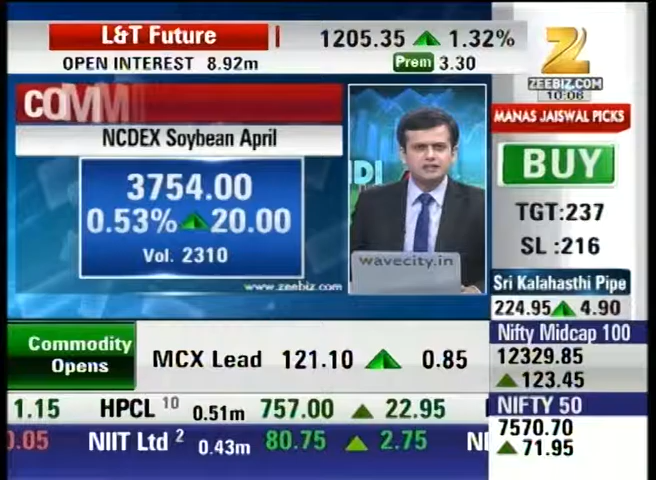 L&T Future
1205.35 1.32%
OPEN INTEREST 8.92m
Prem 3.30
Z
ZEEBIZ.COM
10:06
COMM
NCDEX Soybean April
3754.00
0.53% 20.00
Vol. 2310
www.zeebiz.com
wavecity.in
MANAS JAISWAL PICKS
BUY
TGT:237
SL :216
Sri Kalahasthi Pipe
224.95 4.90
Commodity
Opens
MCX Lead 121.10 0.85
Nifty Midcap 100
12329.85
123.45
NIFTY 50
7570.70
71.95
1.15 HPCL 10 0.51m 757.00 22.95
0.05 NIIT Ltd 2 0.43m 80.75 2.75